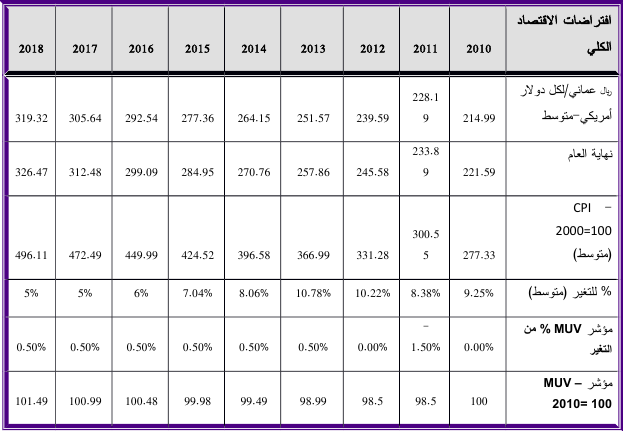 افتراضات الاقتصاد الكلي 2010 2011 2012 2013 2014 2015 2016 2017 2018
ريال عماني/لكل دولار أمريكي-متوسط 214.99 228.19 239.59 251.57 264.15 277.36 292.54 305.64 319.32
نهاية العام 221.59 233.89 245.58 257.86 270.76 284.95 299.09 312.48 326.47
CPI – 2000=100 (متوسط) 277.33 300.55 331.28 366.99 396.58 424.52 449.99 472.49 496.11
% للتغير (متوسط) 9.25% 8.38% 10.22% 10.78% 8.06% 7.04% 6% 5% 5%
مؤشر MUV % من التغير 0.00% –1.50% 0.00% 0.50% 0.50% 0.50% 0.50% 0.50% 0.50%
مؤشر – MUV 2010= 100 100 98.5 98.5 98.99 99.49 99.98 100.48 100.99 101.49